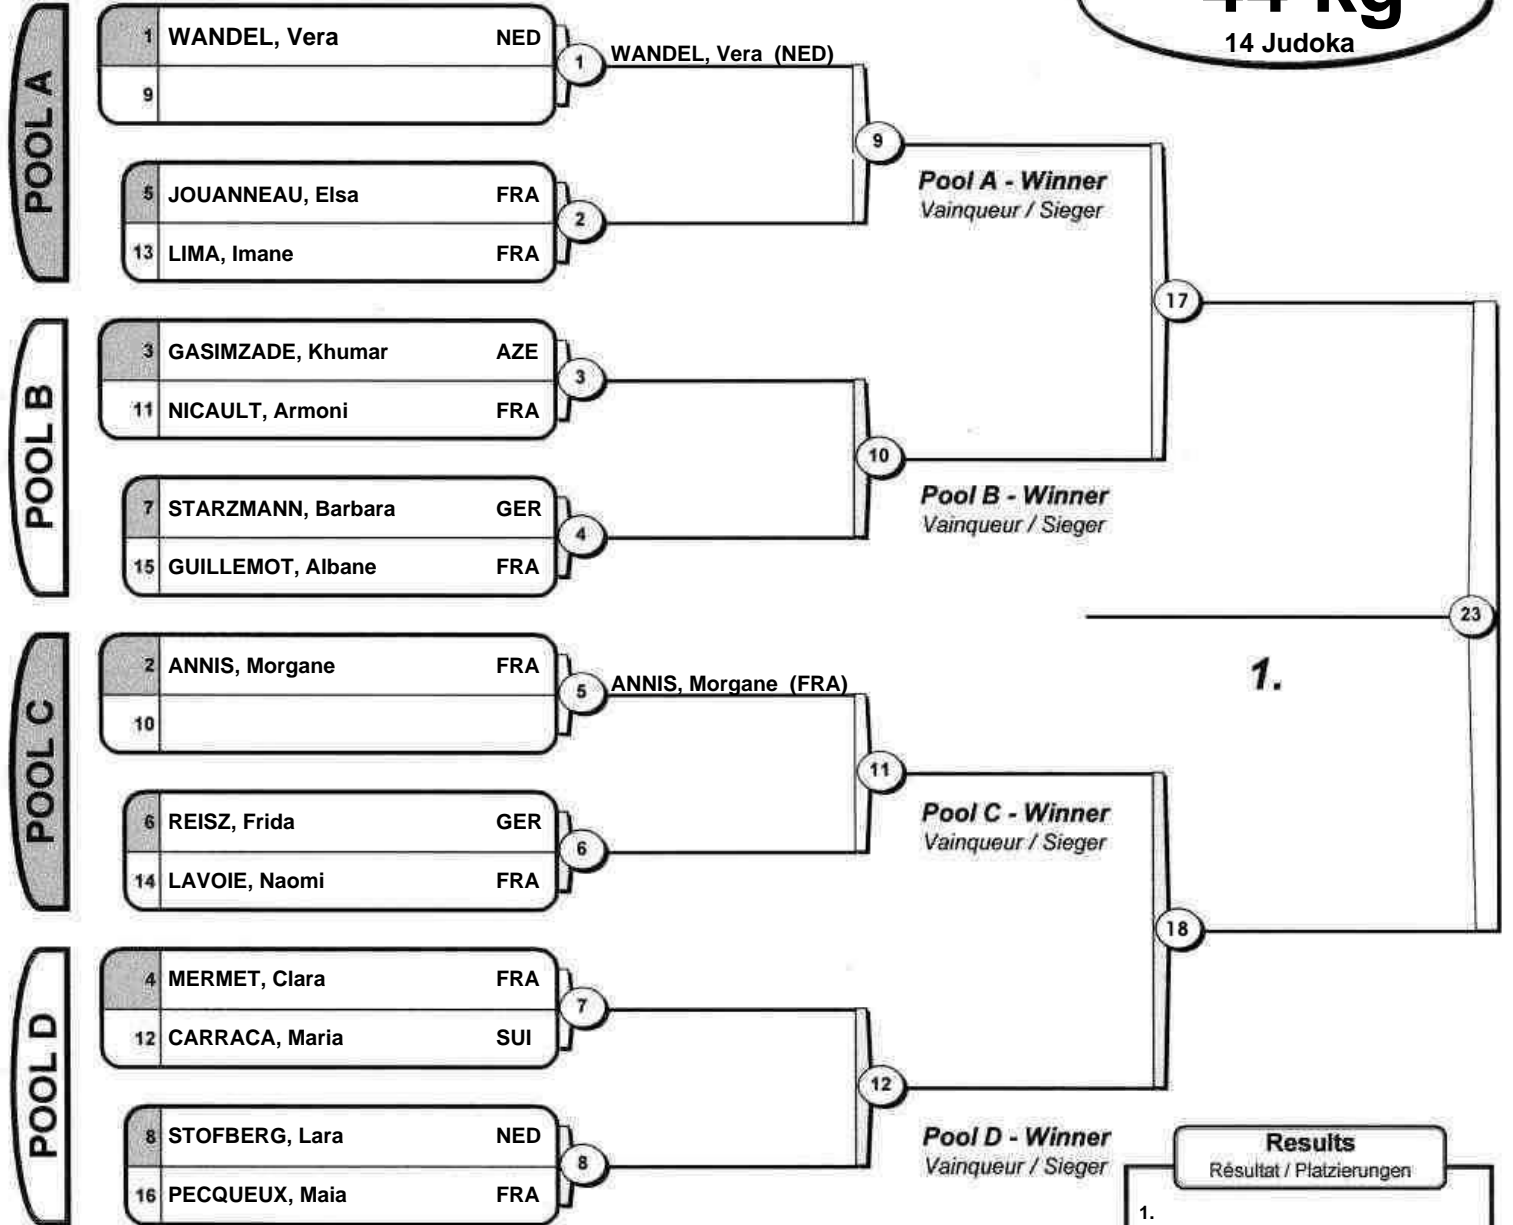 44 kg
14 Judoka
POOL A
1 WANDEL, Vera NED
9
1
WANDEL, Vera (NED)
5 JOUANNEAU, Elsa FRA
13 LIMA, Imane FRA
2
9
Pool A - Winner
Vainqueur / Sieger
POOL B
3 GASIMZADE, Khumar AZE
11 NICAULT, Armoni FRA
3
7 STARZMANN, Barbara GER
15 GUILLEMOT, Albane FRA
4
10
Pool B - Winner
Vainqueur / Sieger
17
23
1.
POOL C
2 ANNIS, Morgane FRA
10
5
ANNIS, Morgane (FRA)
6 REISZ, Frida GER
14 LAVOIE, Naomi FRA
6
11
Pool C - Winner
Vainqueur / Sieger
18
POOL D
4 MERMET, Clara FRA
12 CARRACA, Maria SUI
7
8 STOFBERG, Lara NED
16 PECQUEUX, Maia FRA
8
12
Pool D - Winner
Vainqueur / Sieger
Results
Résultat / Platzierungen
1.